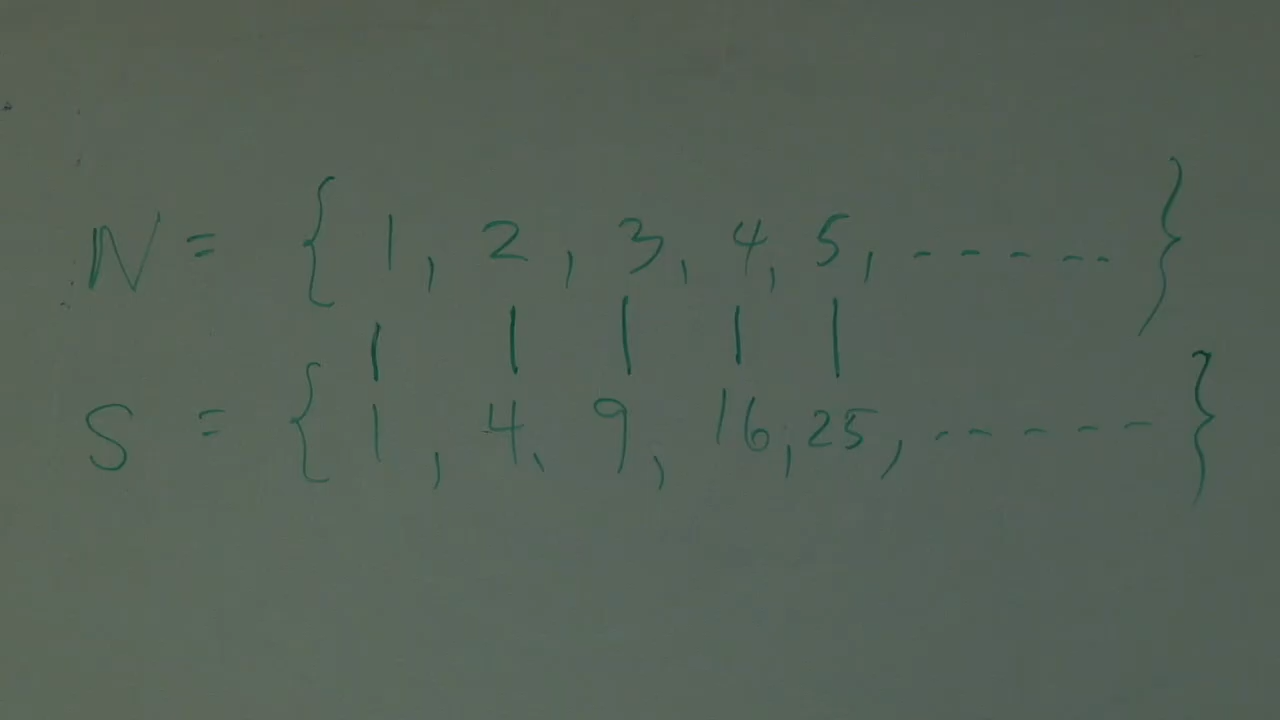 N = { 1, 2, 3, 4, 5, - - - - - }
| | | | |
S = { 1, 4, 9, 16, 25, - - - - - }